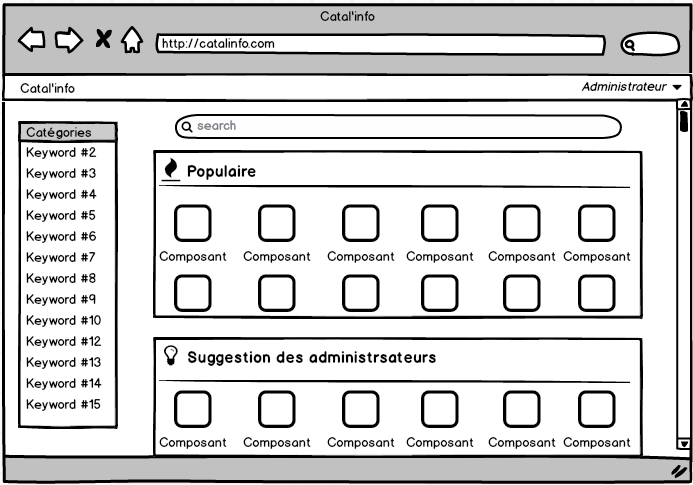 Catal'info
http://catalinfo.com
Catal'info
Administrateur
search
Catégories
Keyword #2
Keyword #3
Keyword #4
Keyword #5
Keyword #6
Keyword #7
Keyword #8
Keyword #9
Keyword #10
Keyword #12
Keyword #13
Keyword #14
Keyword #15
Populaire
Composant Composant Composant Composant Composant Composant
Suggestion des administrsateurs
Composant Composant Composant Composant Composant Composant